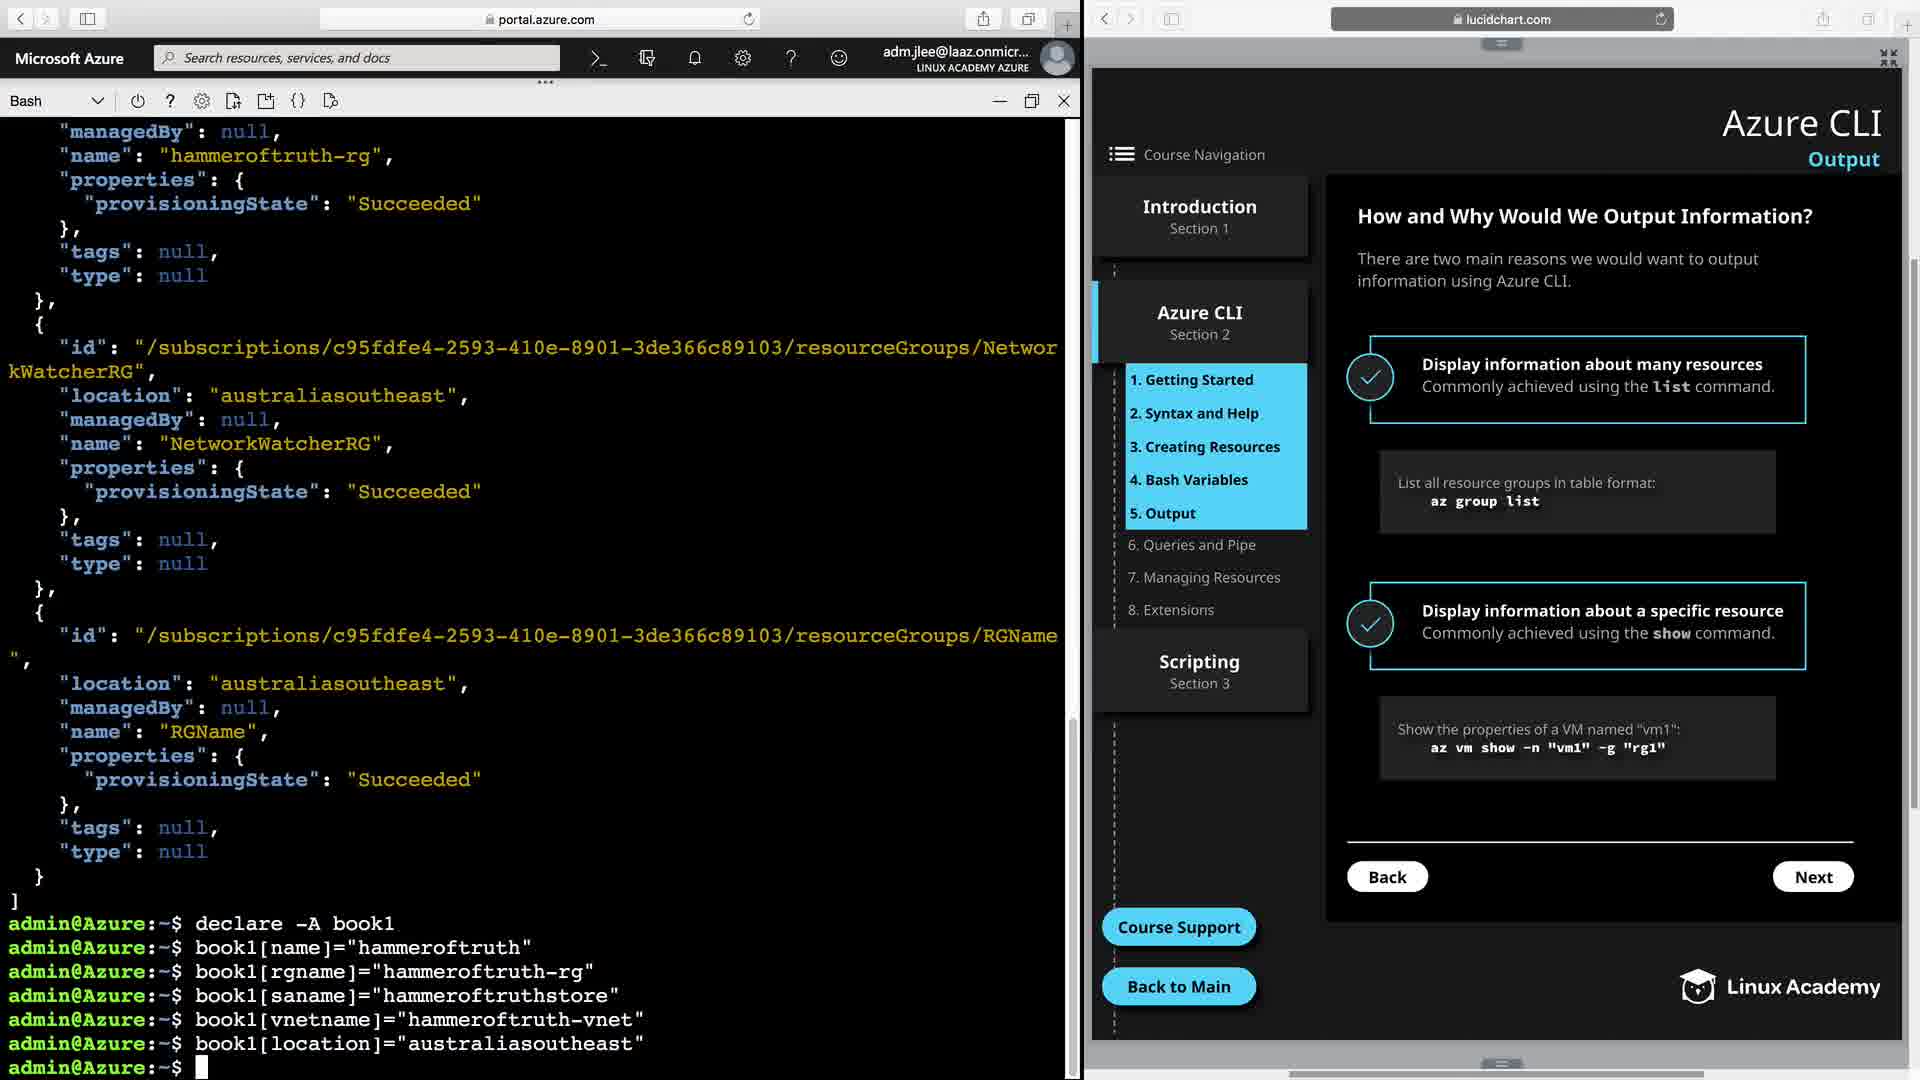 portal.azure.com
Microsoft Azure
Search resources, services, and docs
adm.jlee@laaz.onmicr...
LINUX ACADEMY AZURE
Bash
"managedBy": null,
"name": "hammeroftruth-rg",
"properties": {
"provisioningState": "Succeeded"
},
"tags": null,
"type": null
},
{
"id": "/subscriptions/c95fdfe4-2593-410e-8901-3de366c89103/resourceGroups/Networ
kWatcherRG",
"location": "australiasoutheast",
"managedBy": null,
"name": "NetworkWatcherRG",
"properties": {
"provisioningState": "Succeeded"
},
"tags": null,
"type": null
},
{
"id": "/subscriptions/c95fdfe4-2593-410e-8901-3de366c89103/resourceGroups/RGName
",
"location": "australiasoutheast",
"managedBy": null,
"name": "RGName",
"properties": {
"provisioningState": "Succeeded"
},
"tags": null,
"type": null
}
]
admin@Azure:~$ declare -A book1
admin@Azure:~$ book1[name]="hammeroftruth"
admin@Azure:~$ book1[rgname]="hammeroftruth-rg"
admin@Azure:~$ book1[saname]="hammeroftruthstore"
admin@Azure:~$ book1[vnetname]="hammeroftruth-vnet"
admin@Azure:~$ book1[location]="australiasoutheast"
admin@Azure:~$
lucidchart.com
Azure CLI
Output
Course Navigation
Introduction
Section 1
Azure CLI
Section 2
1. Getting Started
2. Syntax and Help
3. Creating Resources
4. Bash Variables
5. Output
6. Queries and Pipe
7. Managing Resources
8. Extensions
Scripting
Section 3
Course Support
Back to Main
How and Why Would We Output Information?
There are two main reasons we would want to output
information using Azure CLI.
Display information about many resources
Commonly achieved using the list command.
List all resource groups in table format:
az group list
Display information about a specific resource
Commonly achieved using the show command.
Show the properties of a VM named "vm1":
az vm show -n "vm1" -g "rg1"
Back
Next
Linux Academy